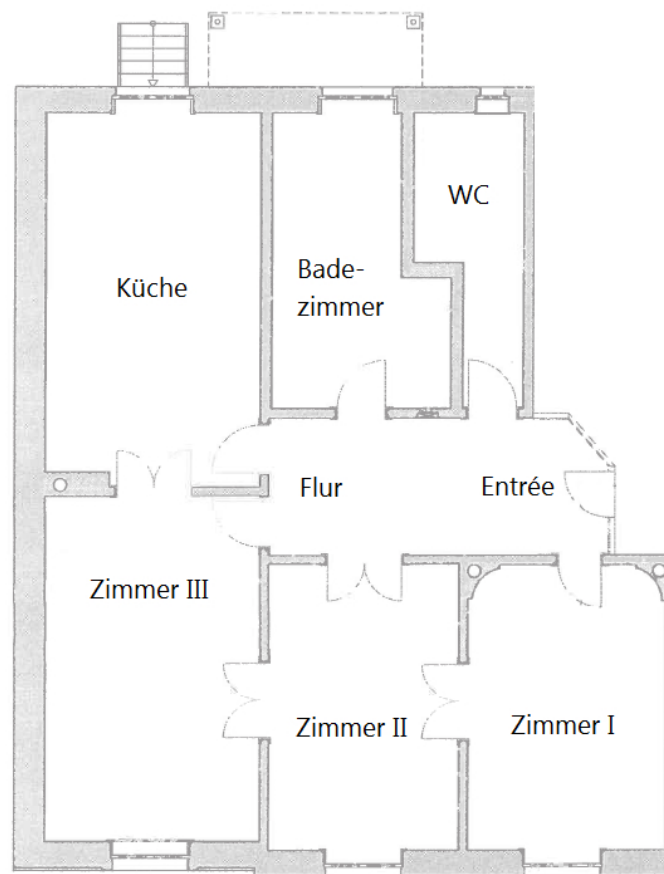 WC
Küche
Bade-
zimmer
Flur
Entrée
Zimmer III
Zimmer II
Zimmer I